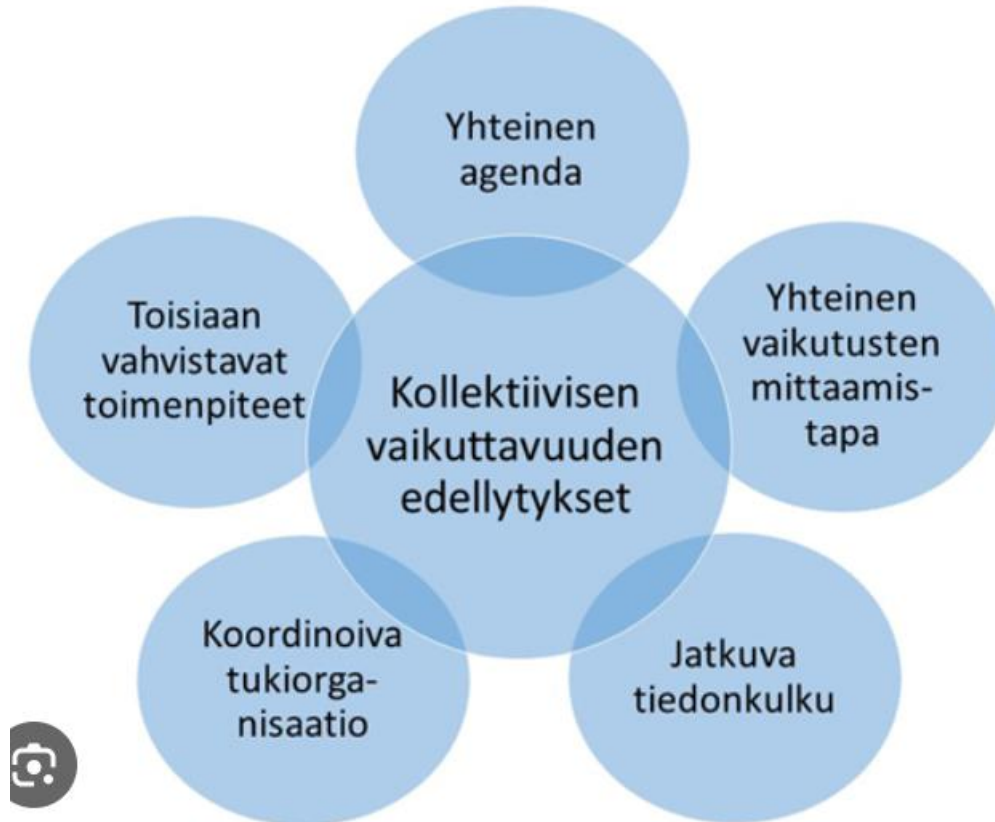 Yhteinen
agenda
Yhteinen
vaikutusten
mittaamis-
tapa
Jatkuva
tiedonkulku
Koordinoiva
tukiorga-
nisaatio
Toisiaan
vahvistavat
toimenpiteet
Kollektiivisen
vaikuttavuuden
edellytykset